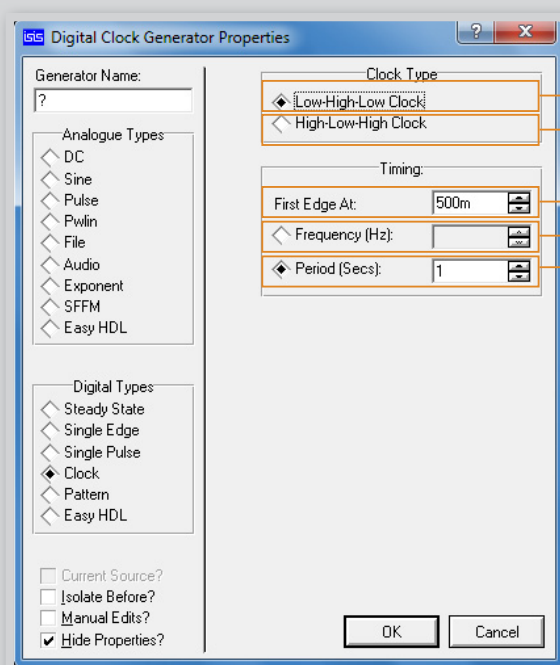 ISIS Digital Clock Generator Properties
? X
Generator Name:
?
Analogue Types
DC
Sine
Pulse
Pwlin
File
Audio
Exponent
SFFM
Easy HDL
Digital Types
Steady State
Single Edge
Single Pulse
Clock
Pattern
Easy HDL
Current Source?
Isolate Before?
Manual Edits?
Hide Properties?
Clock Type
Low-High-Low Clock
High-Low-High Clock
Timing:
First Edge At: 500m
Frequency (Hz):
Period (Secs): 1
OK Cancel